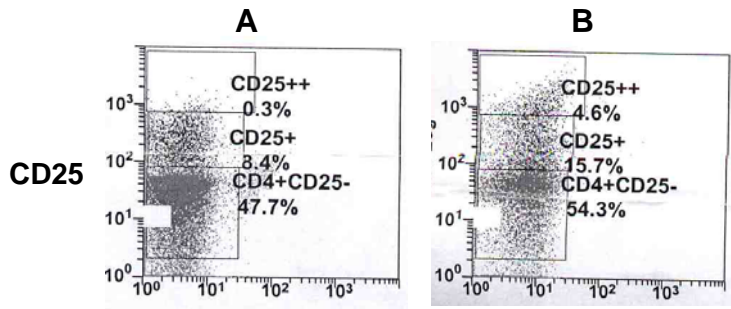 A
B
CD25
10³
10²
10¹
10⁰
CD25++
0.3%
CD25+
8.4%
CD4+CD25-
47.7%
10⁰ 10¹ 10² 10³
10³
10²
10¹
10⁰
CD25++
4.6%
CD25+
15.7%
CD4+CD25-
54.3%
10⁰ 10¹ 10² 10³